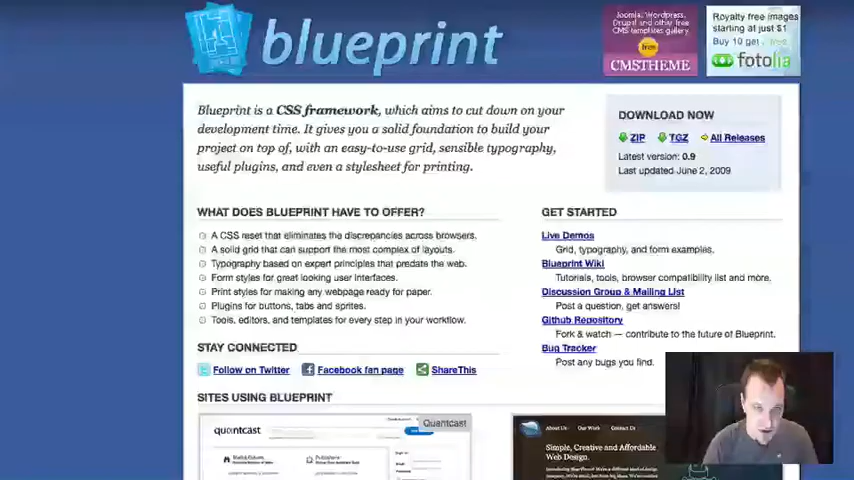 blueprint
Joomla, Wordpress,
Drupal and other free
CMS templates gallery
free
CMSTHEME
Royalty free images
starting at just $1
Buy 10 get
fotolia
Blueprint is a CSS framework, which aims to cut down on your
development time. It gives you a solid foundation to build your
project on top of, with an easy-to-use grid, sensible typography,
useful plugins, and even a stylesheet for printing.
DOWNLOAD NOW
ZIP TGZ All Releases
Latest version: 0.9
Last updated June 2, 2009
WHAT DOES BLUEPRINT HAVE TO OFFER?
A CSS reset that eliminates the discrepancies across browsers.
A solid grid that can support the most complex of layouts.
Typography based on expert principles that predate the web.
Form styles for great looking user interfaces.
Print styles for making any webpage ready for paper.
Plugins for buttons, tabs and sprites.
Tools, editors, and templates for every step in your workflow.
GET STARTED
Live Demos
Grid, typography, and form examples.
Blueprint Wiki
Tutorials, tools, browser compatibility list and more.
Discussion Group & Mailing List
Post a question, get answers!
Github Repository
Fork & watch — contribute to the future of Blueprint.
Bug Tracker
Post any bugs you find.
STAY CONNECTED
Follow on Twitter Facebook fan page ShareThis
SITES USING BLUEPRINT
quantcast
Quantcast
About Us Our Work Contact Us
Simple, Creative and Affordable
Web Design.